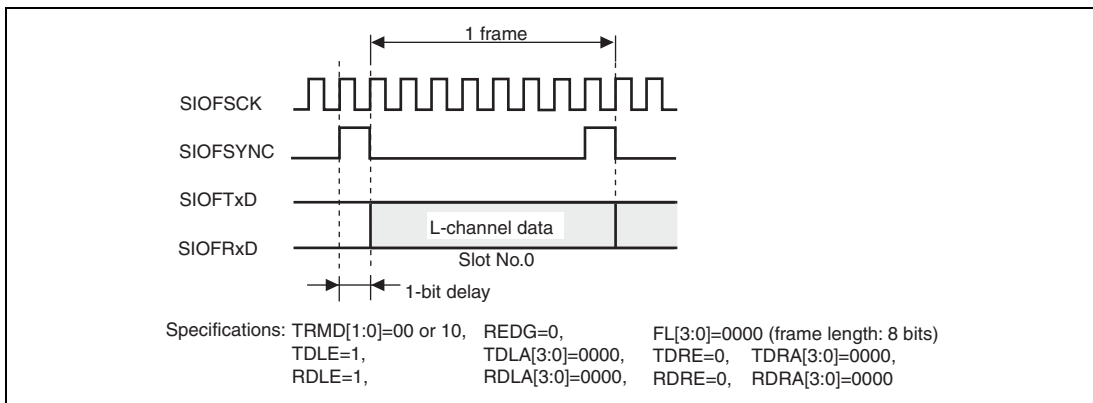 1 frame
SIOFSCK
SIOFSYNC
SIOFTxD
L-channel data
SIOFRxD
Slot No.0
1-bit delay
Specifications: TRMD[1:0]=00 or 10, REDG=0, FL[3:0]=0000 (frame length: 8 bits)
TDLE=1, TDLA[3:0]=0000, TDRE=0, TDRA[3:0]=0000,
RDLE=1, RDLA[3:0]=0000, RDRE=0, RDRA[3:0]=0000